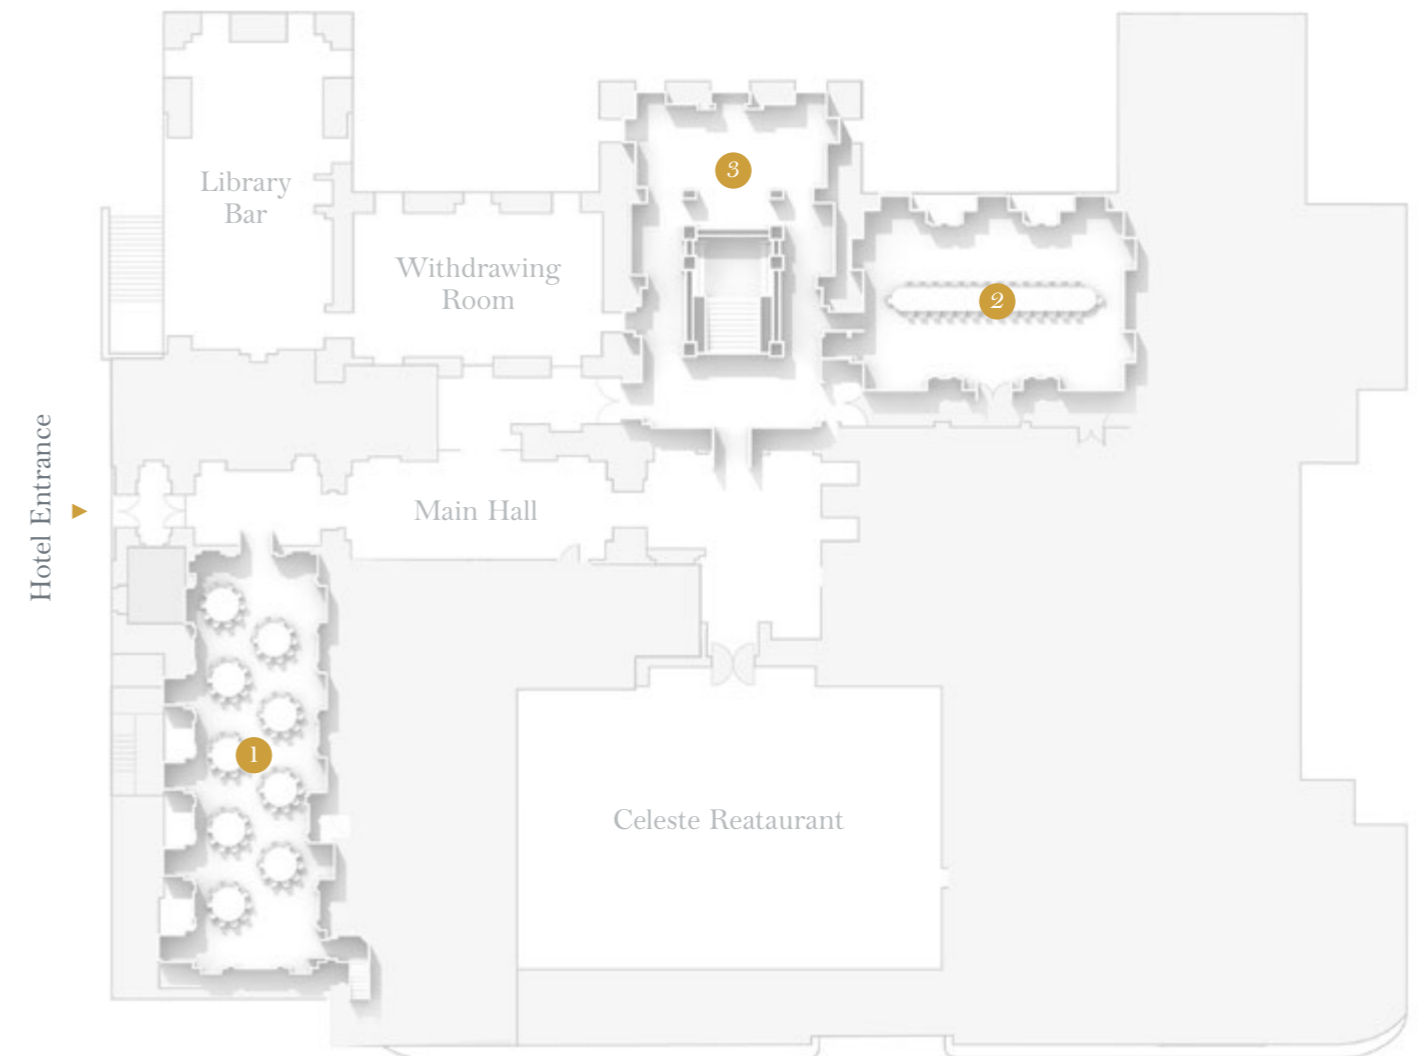 3
Library
Bar
Withdrawing
Room
2
Hotel Entrance
Main Hall
1
Celeste Reataurant